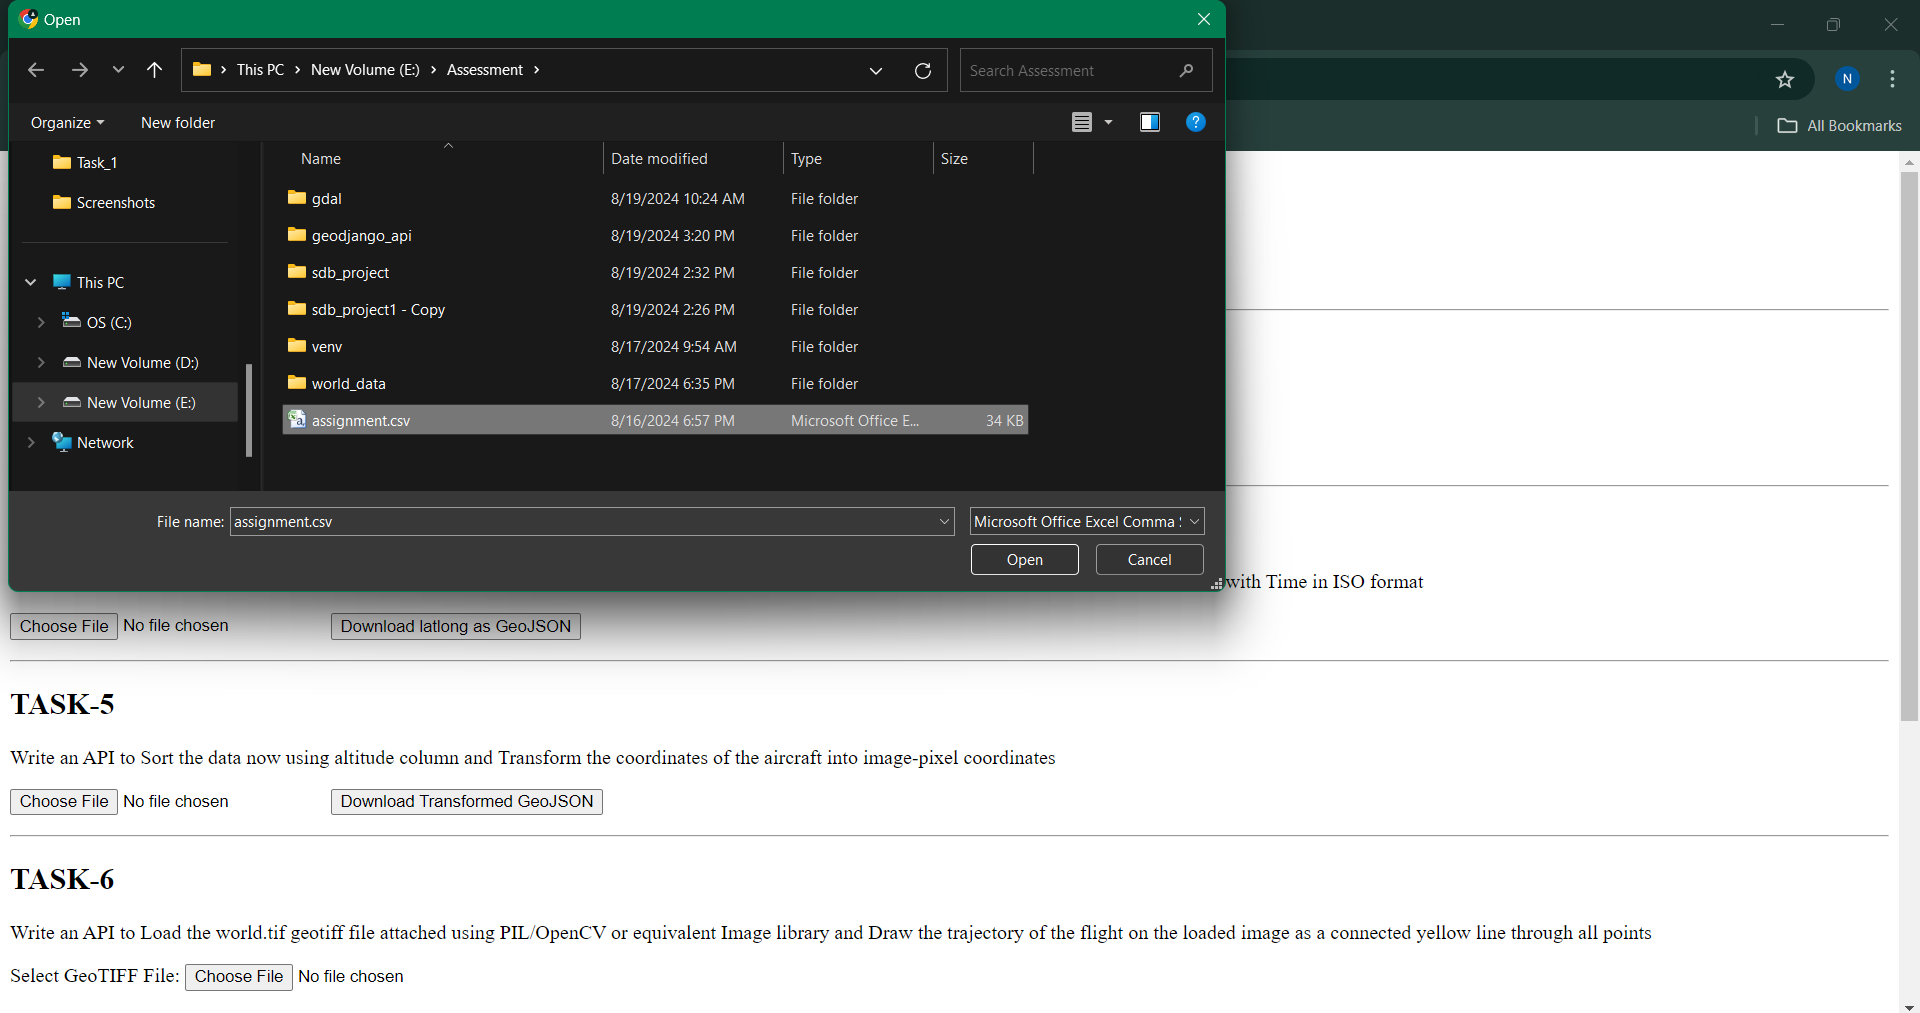 Open
This PC > New Volume (E:) > Assessment >
Search Assessment
N
All Bookmarks
Organize
New folder
?
Task_1
Screenshots
This PC
OS (C:)
New Volume (D:)
New Volume (E:)
Network
Name Date modified Type Size
gdal 8/19/2024 10:24 AM File folder
geodjango_api 8/19/2024 3:20 PM File folder
sdb_project 8/19/2024 2:32 PM File folder
sdb_project1 - Copy 8/19/2024 2:26 PM File folder
venv 8/17/2024 9:54 AM File folder
world_data 8/17/2024 6:35 PM File folder
assignment.csv 8/16/2024 6:57 PM Microsoft Office E... 34 KB
File name: assignment.csv
Microsoft Office Excel Comma
Open Cancel
with Time in ISO format
Choose File No file chosen Download latlong as GeoJSON
TASK-5
Write an API to Sort the data now using altitude column and Transform the coordinates of the aircraft into image-pixel coordinates
Choose File No file chosen Download Transformed GeoJSON
TASK-6
Write an API to Load the world.tif geotiff file attached using PIL/OpenCV or equivalent Image library and Draw the trajectory of the flight on the loaded image as a connected yellow line through all points
Select GeoTIFF File: Choose File No file chosen